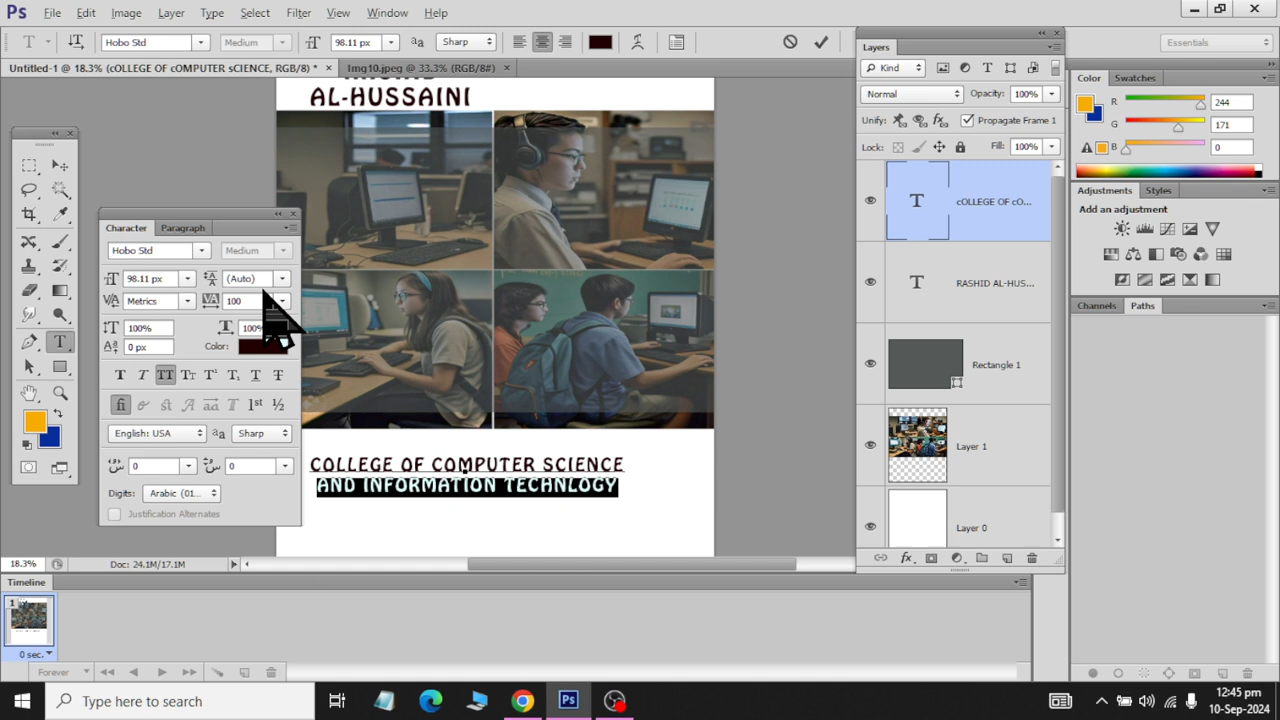 Ps File Edit Image Layer Type Select Filter View Window Help
Hobo Std Medium 98.11 px Sharp Essentials
Untitled-1 @ 18.3% (cOLLEGE OF cOMPUTER sCIENCE, RGB/8) * × Img10.jpeg @ 33.3% (RGB/8#) ×
AL-HUSSAINI
COLLEGE OF COMPUTER SCIENCE
AND INFORMATION TECHNLOGY
Character Paragraph
Hobo Std Medium
98.11 px (Auto)
Metrics 100
100% 100%
0 px Color:
English: USA Sharp
0 0
Digits: Arabic (01...
Justification Alternates
Layers
Kind
Normal Opacity: 100%
Unify: Propagate Frame 1
Lock: Fill: 100%
T cOLLEGE OF cO...
T RASHID AL-HUS...
Rectangle 1
Layer 1
Layer 0
Color Swatches
R 244
G 171
B 0
Adjustments Styles
Add an adjustment
Channels Paths
18.3% Doc: 24.1M/17.1M
Timeline
1
0 sec.
Forever
Type here to search
Ps
12:45 pm
10-Sep-2024